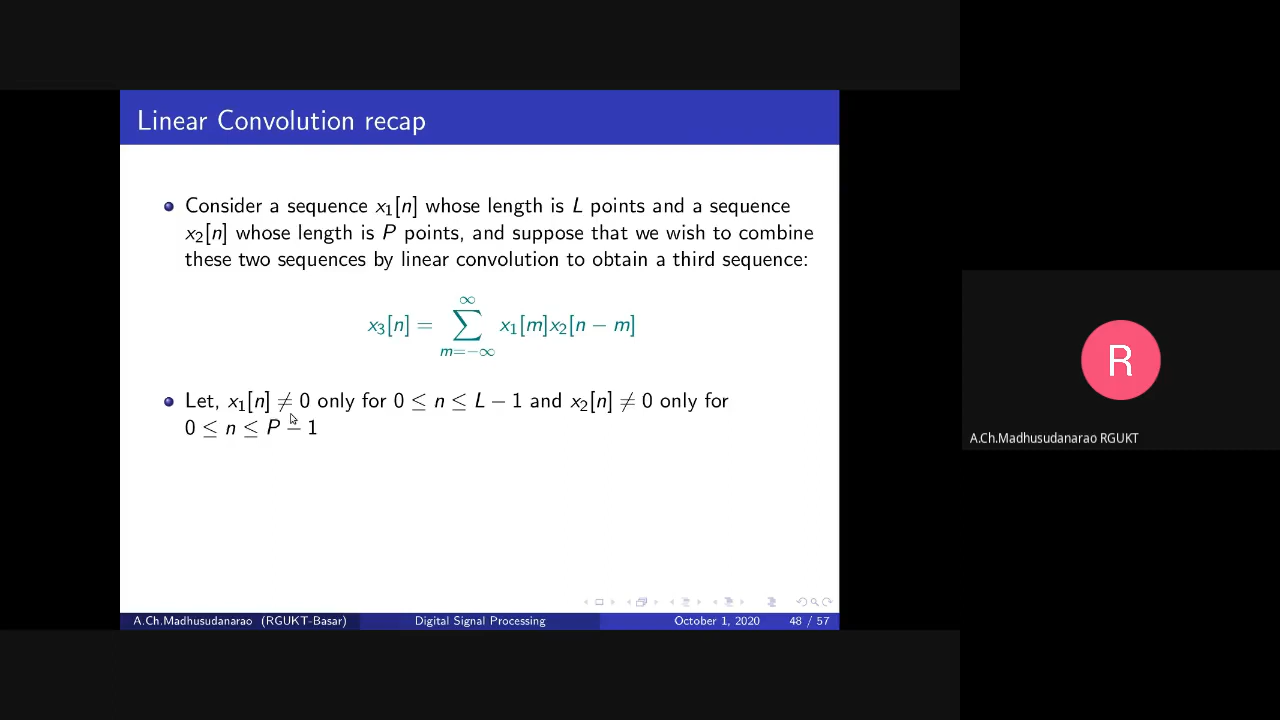 Linear Convolution recap
Consider a sequence x₁[n] whose length is L points and a sequence
x₂[n] whose length is P points, and suppose that we wish to combine
these two sequences by linear convolution to obtain a third sequence:
x₃[n] = ∑_{m=−∞}^{∞} x₁[m]x₂[n − m]
Let, x₁[n] ≠ 0 only for 0 ≤ n ≤ L − 1 and x₂[n] ≠ 0 only for
0 ≤ n ≤ P − 1
A.Ch.Madhusudanarao (RGUKT-Basar) Digital Signal Processing October 1, 2020 48 / 57
R
A.Ch.Madhusudanarao RGUKT